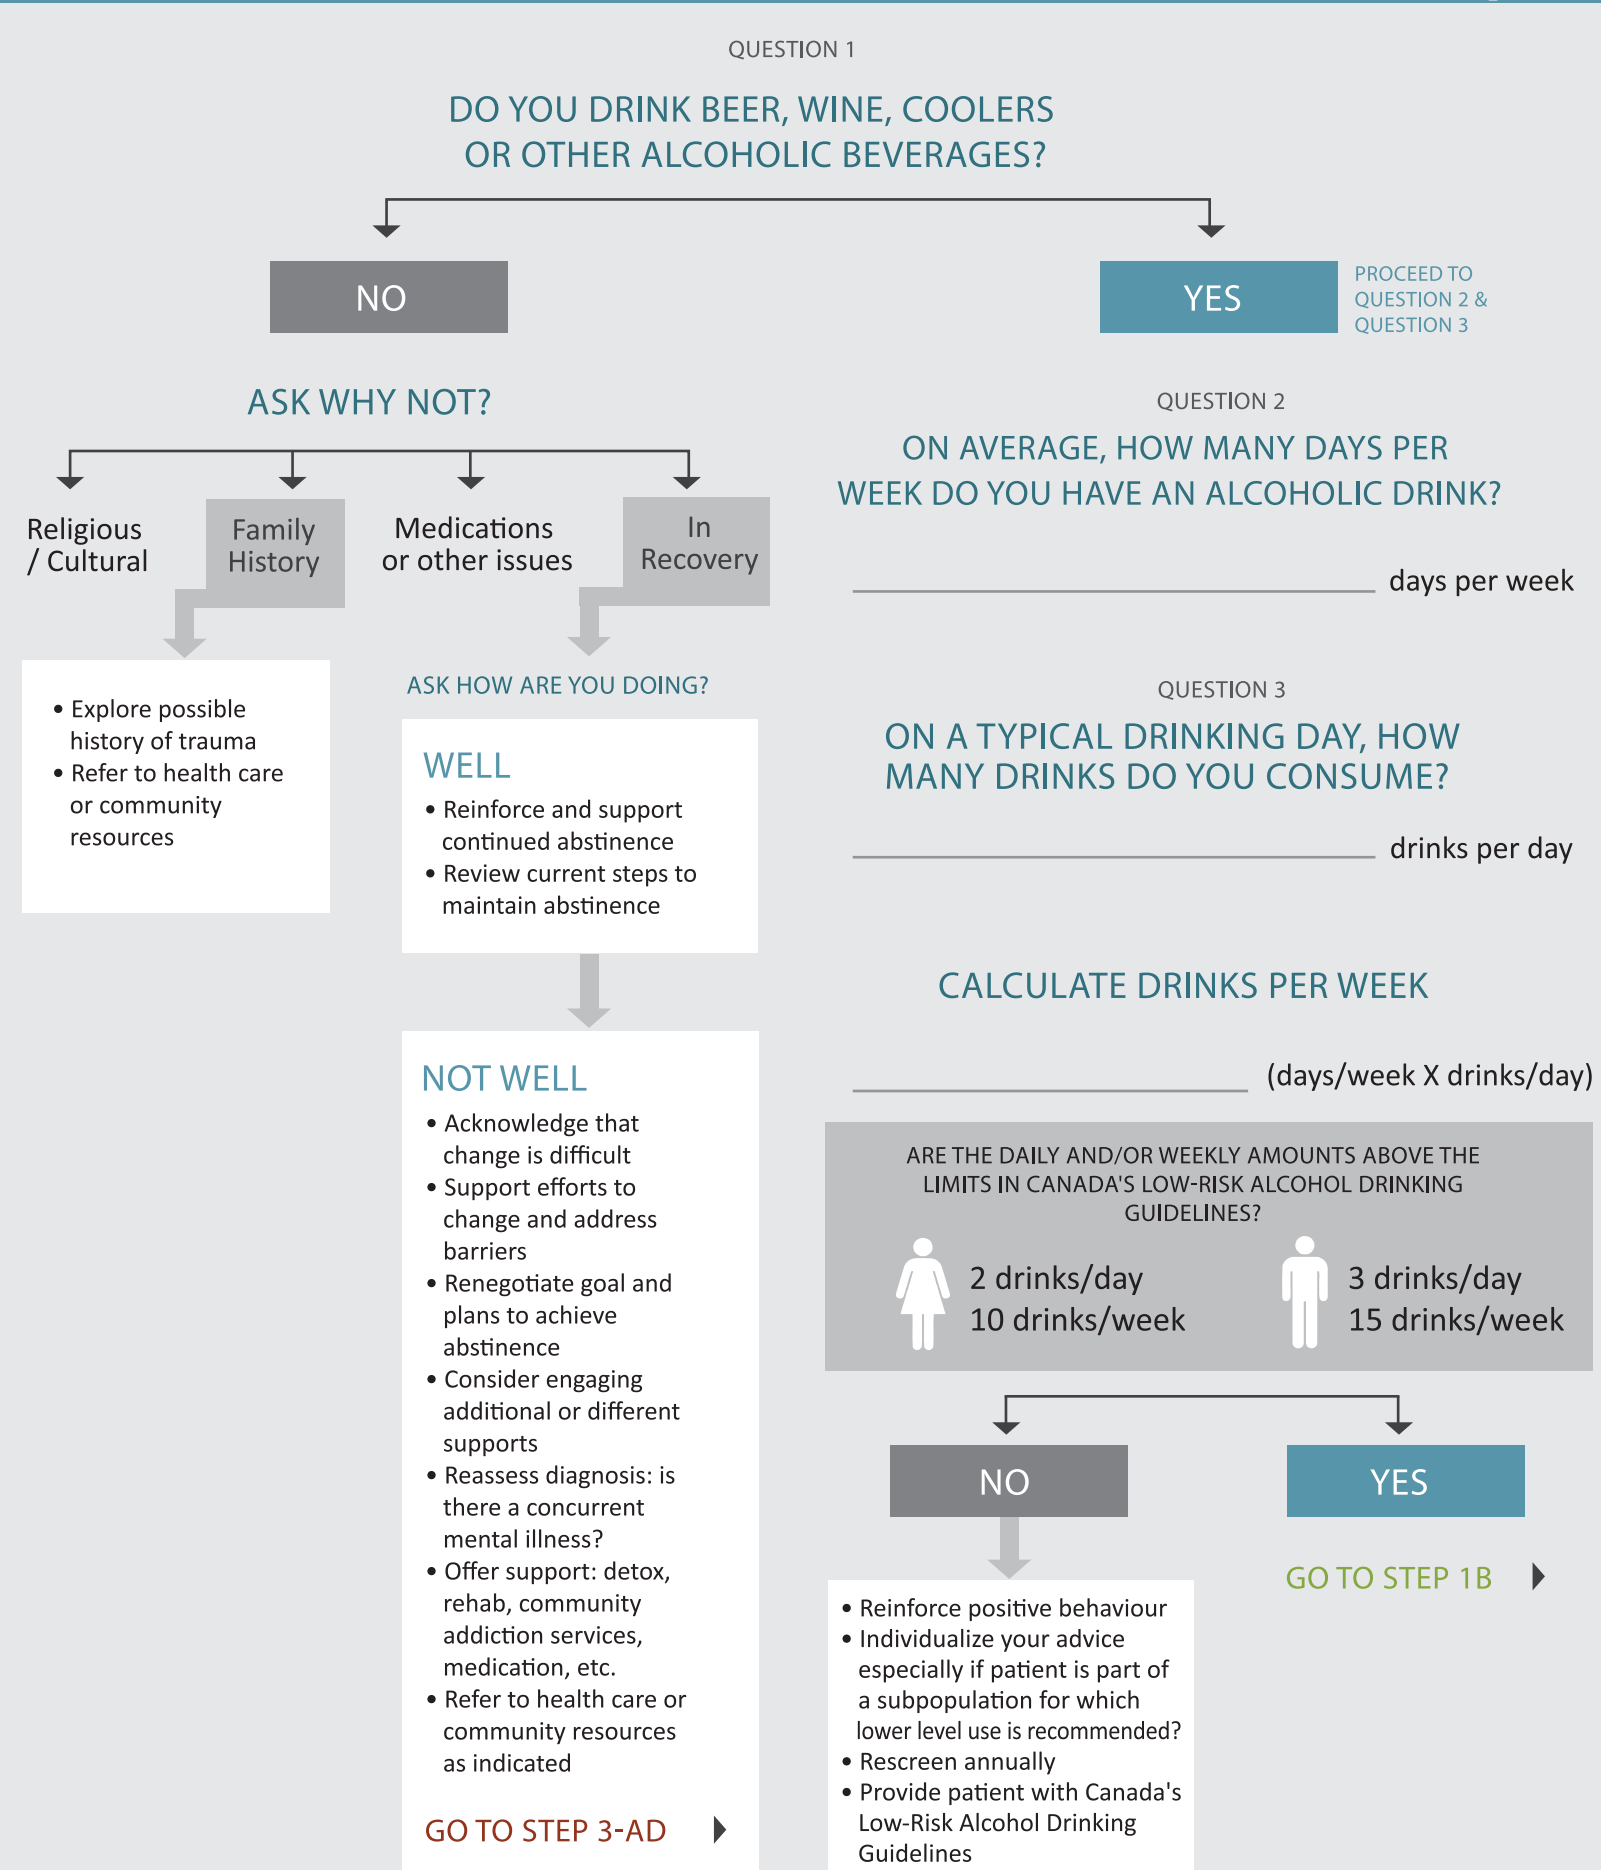 QUESTION 1
DO YOU DRINK BEER, WINE, COOLERS
OR OTHER ALCOHOLIC BEVERAGES?
NO
YES
PROCEED TO
QUESTION 2 &
QUESTION 3
ASK WHY NOT?
Religious
/ Cultural
Family
History
Medications
or other issues
In
Recovery
• Explore possible
history of trauma
• Refer to health care
or community
resources
ASK HOW ARE YOU DOING?
WELL
• Reinforce and support
continued abstinence
• Review current steps to
maintain abstinence
NOT WELL
• Acknowledge that
change is difficult
• Support efforts to
change and address
barriers
• Renegotiate goal and
plans to achieve
abstinence
• Consider engaging
additional or different
supports
• Reassess diagnosis: is
there a concurrent
mental illness?
• Offer support: detox,
rehab, community
addiction services,
medication, etc.
• Refer to health care or
community resources
as indicated
GO TO STEP 3-AD
QUESTION 2
ON AVERAGE, HOW MANY DAYS PER
WEEK DO YOU HAVE AN ALCOHOLIC DRINK?
days per week
QUESTION 3
ON A TYPICAL DRINKING DAY, HOW
MANY DRINKS DO YOU CONSUME?
drinks per day
CALCULATE DRINKS PER WEEK
(days/week X drinks/day)
ARE THE DAILY AND/OR WEEKLY AMOUNTS ABOVE THE
LIMITS IN CANADA'S LOW-RISK ALCOHOL DRINKING
GUIDELINES?
2 drinks/day
10 drinks/week
3 drinks/day
15 drinks/week
NO
YES
GO TO STEP 1B
• Reinforce positive behaviour
• Individualize your advice
especially if patient is part of
a subpopulation for which
lower level use is recommended?
• Rescreen annually
• Provide patient with Canada's
Low-Risk Alcohol Drinking
Guidelines